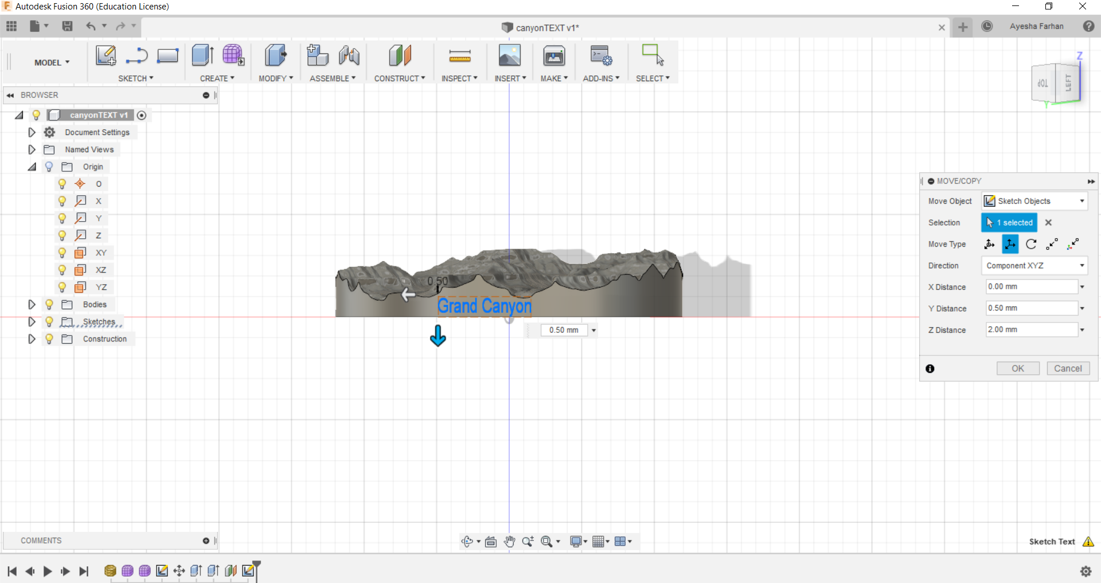 Autodesk Fusion 360 (Education License)
canyonTEXT v1*
Ayesha Farhan
MODEL
SKETCH
CREATE
MODIFY
ASSEMBLE
CONSTRUCT
INSPECT
INSERT
MAKE
ADD-INS
SELECT
TOP
LEFT
Z
Y
BROWSER
canyonTEXT v1
Document Settings
Named Views
Origin
O
X
Y
Z
XY
XZ
YZ
Bodies
Sketches
Construction
0.50
Grand Canyon
0.50 mm
MOVE/COPY
Move Object Sketch Objects
Selection 1 selected
Move Type
Direction Component XYZ
X Distance 0.00 mm
Y Distance 0.50 mm
Z Distance 2.00 mm
OK Cancel
COMMENTS
Sketch Text